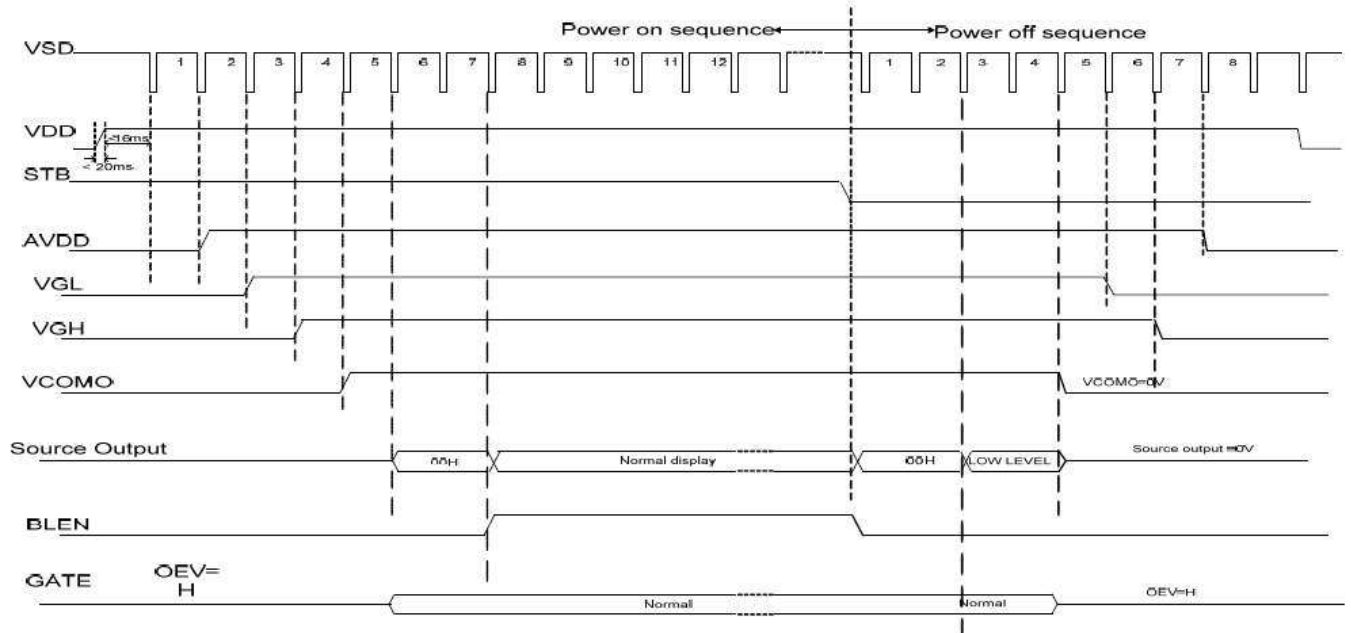 Power on sequence
Power off sequence
VSD
1 2 3 4 5 6 7 8 9 10 11 12 1 2 3 4 5 6 7 8
VDD
>16ms
< 20ms
STB
AVDD
VGL
VGH
VCOMO
VCOMO=0V
Source Output
00H
Normal display
00H
LOW LEVEL
Source output =0V
BLEN
GATE
OEV=
H
Normal
Normal
OEV=H